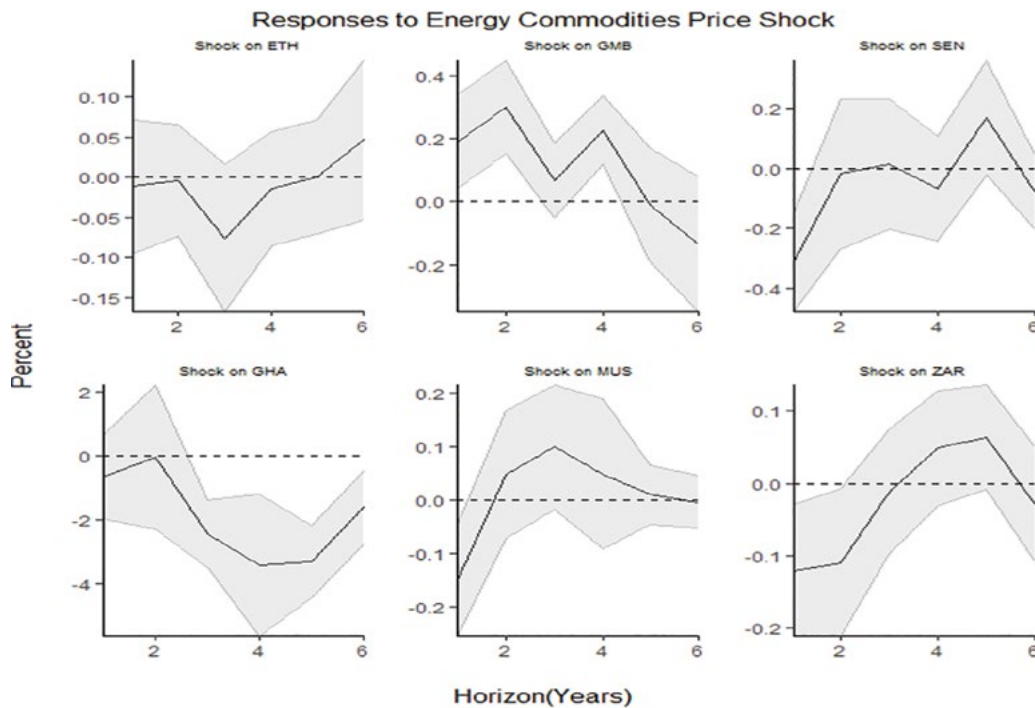 Responses to Energy Commodities Price Shock
Shock on ETH
0.10
0.05
0.00
-0.05
-0.10
-0.15
2 4 6
Shock on GMB
0.4
0.2
0.0
-0.2
2 4 6
Shock on SEN
0.2
0.0
-0.2
-0.4
2 4 6
Percent
Shock on GHA
2
0
-2
-4
2 4 6
Shock on MUS
0.2
0.1
0.0
-0.1
-0.2
2 4 6
Shock on ZAR
0.1
0.0
-0.1
-0.2
2 4 6
Horizon(Years)